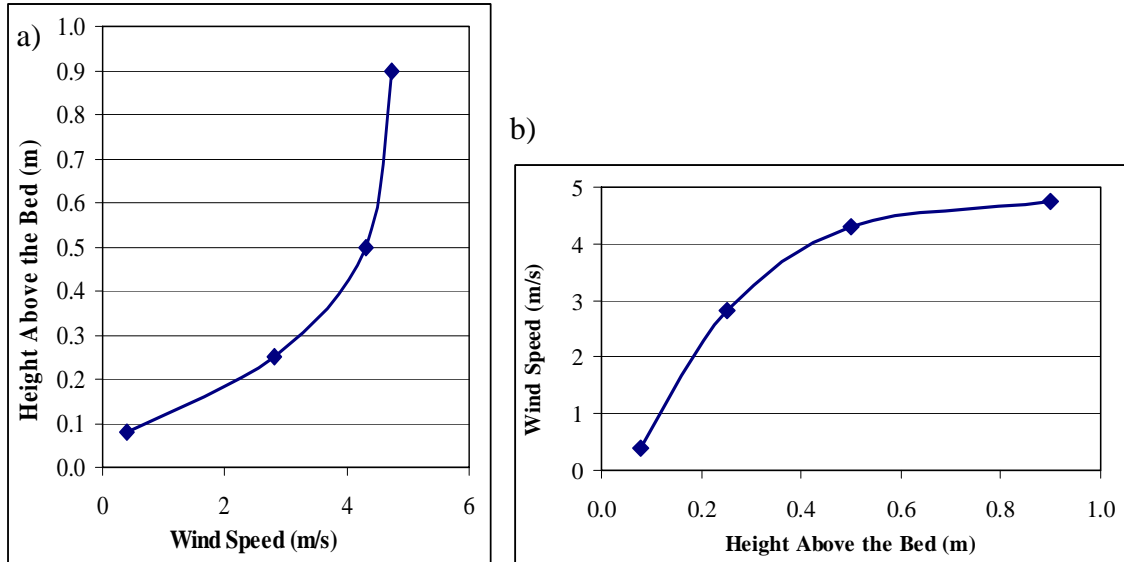 a)
Height Above the Bed (m)
1.0
0.9
0.8
0.7
0.6
0.5
0.4
0.3
0.2
0.1
0.0
0 2 4 6
Wind Speed (m/s)
b)
Wind Speed (m/s)
5
4
3
2
1
0
0.0 0.2 0.4 0.6 0.8 1.0
Height Above the Bed (m)